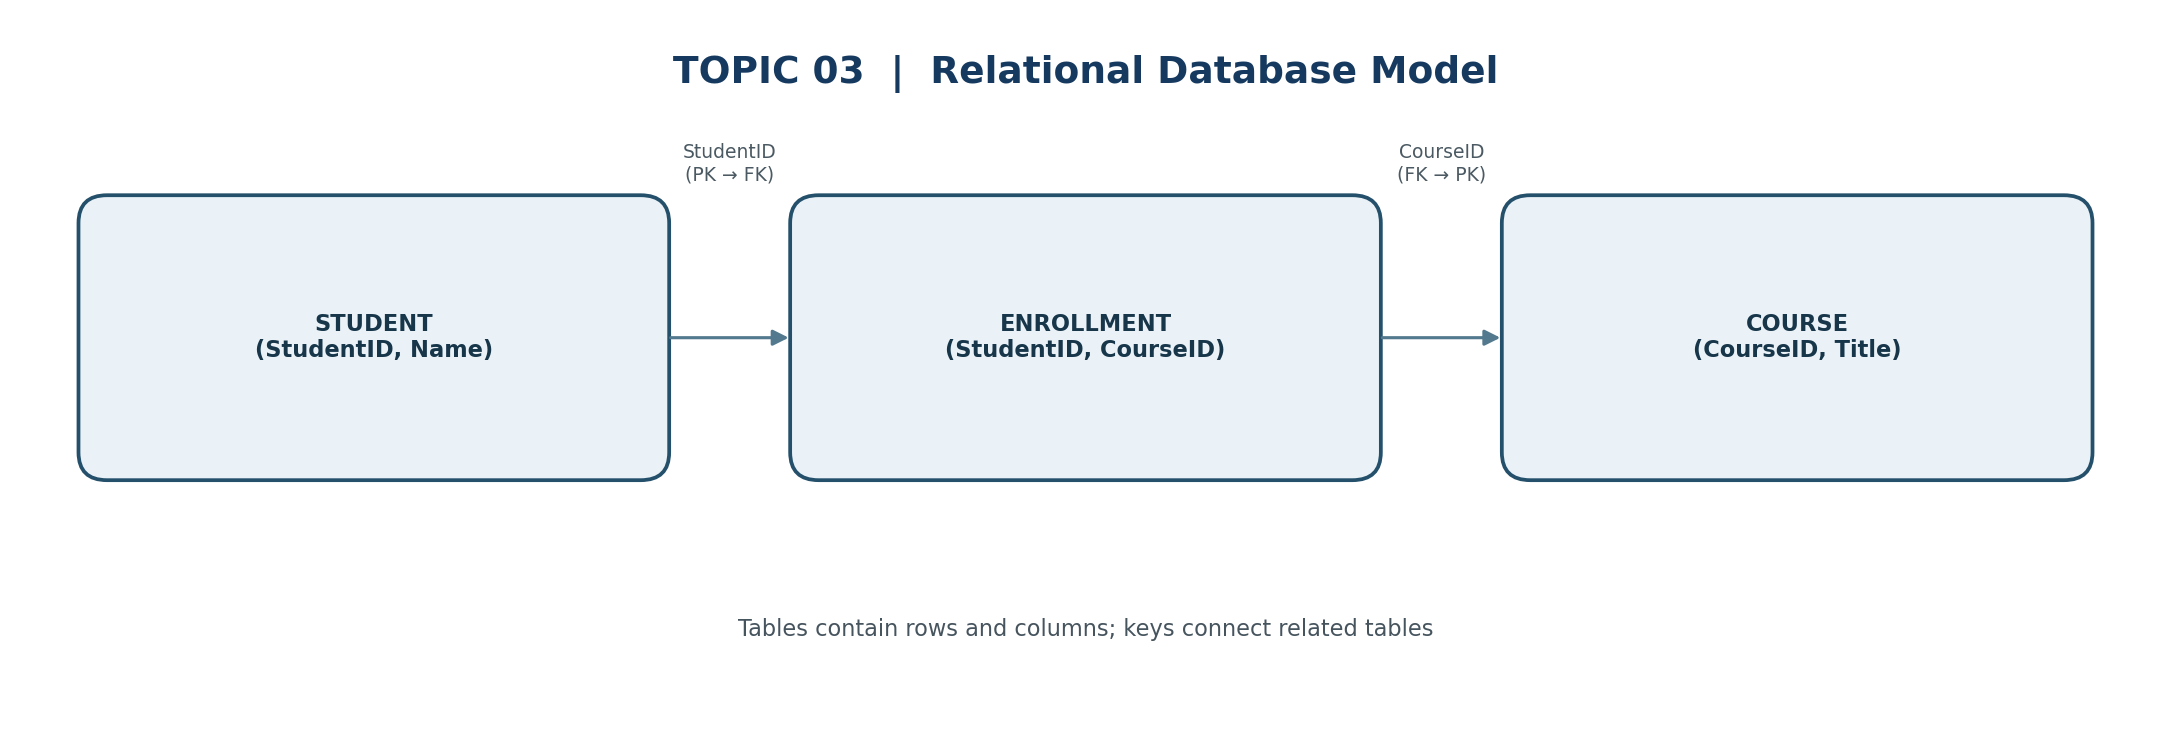 TOPIC 03 | Relational Database Model
StudentID
(PK → FK)
CourseID
(FK → PK)
STUDENT
(StudentID, Name)
ENROLLMENT
(StudentID, CourseID)
COURSE
(CourseID, Title)
Tables contain rows and columns; keys connect related tables